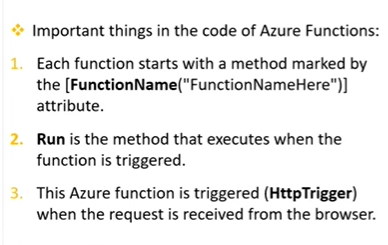 ❖ Important things in the code of Azure Functions:
1. Each function starts with a method marked by
the [FunctionName("FunctionNameHere")]
attribute.
2. Run is the method that executes when the
function is triggered.
3. This Azure function is triggered (HttpTrigger)
when the request is received from the browser.